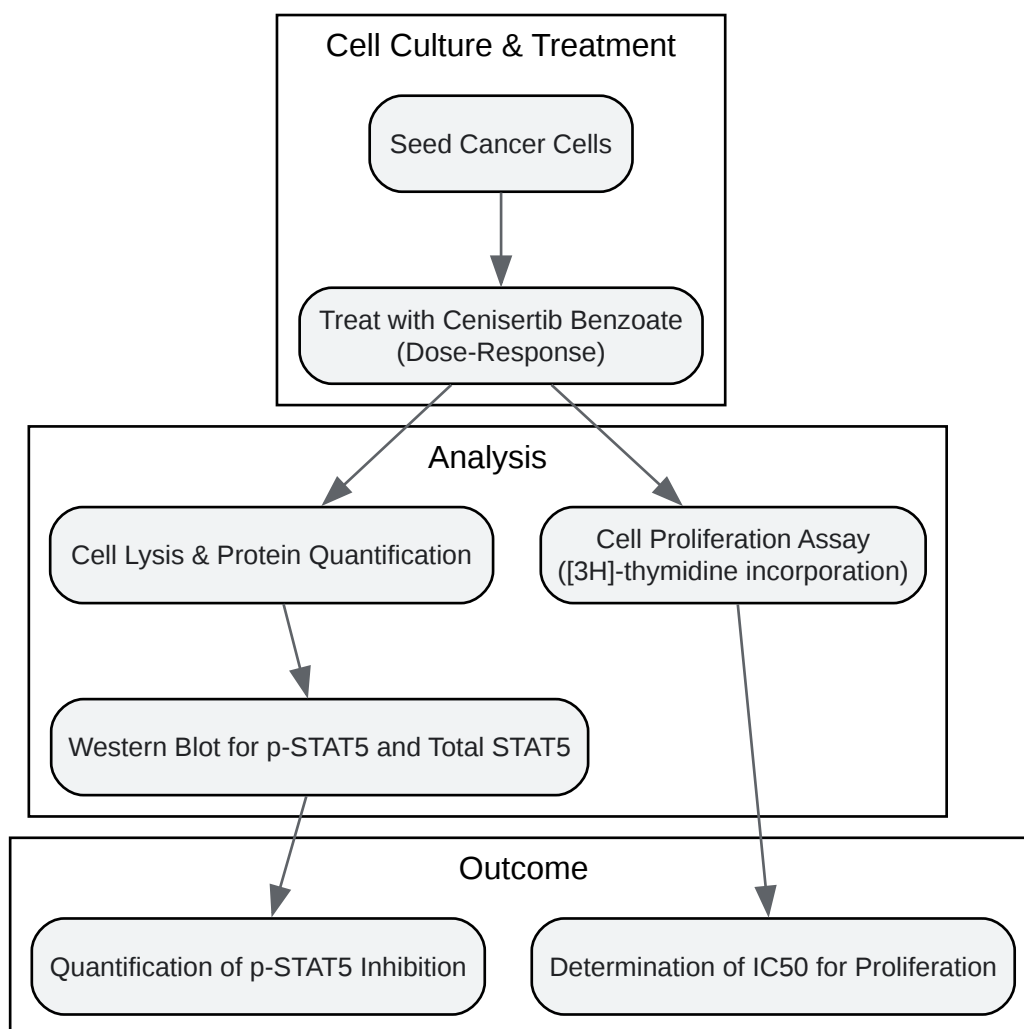 Cell Culture & Treatment
Seed Cancer Cells
Treat with Cenisertib Benzoate
(Dose-Response)
Analysis
Cell Lysis & Protein Quantification
Cell Proliferation Assay
([3H]-thymidine incorporation)
Western Blot for p-STAT5 and Total STAT5
Outcome
Quantification of p-STAT5 Inhibition
Determination of IC50 for Proliferation